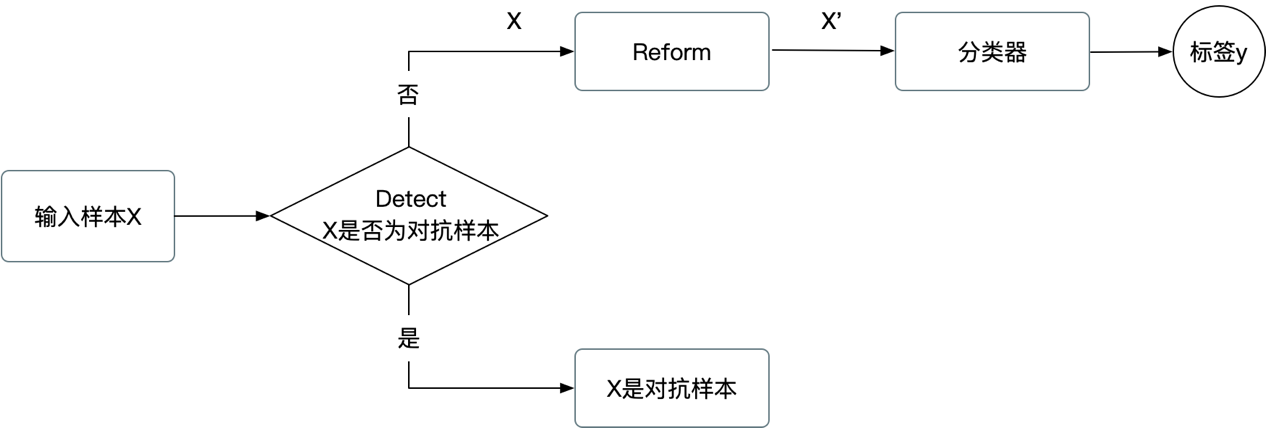 X
X'
Reform
分类器
标签y
否
输入样本X
Detect
X是否为对抗样本
是
X是对抗样本